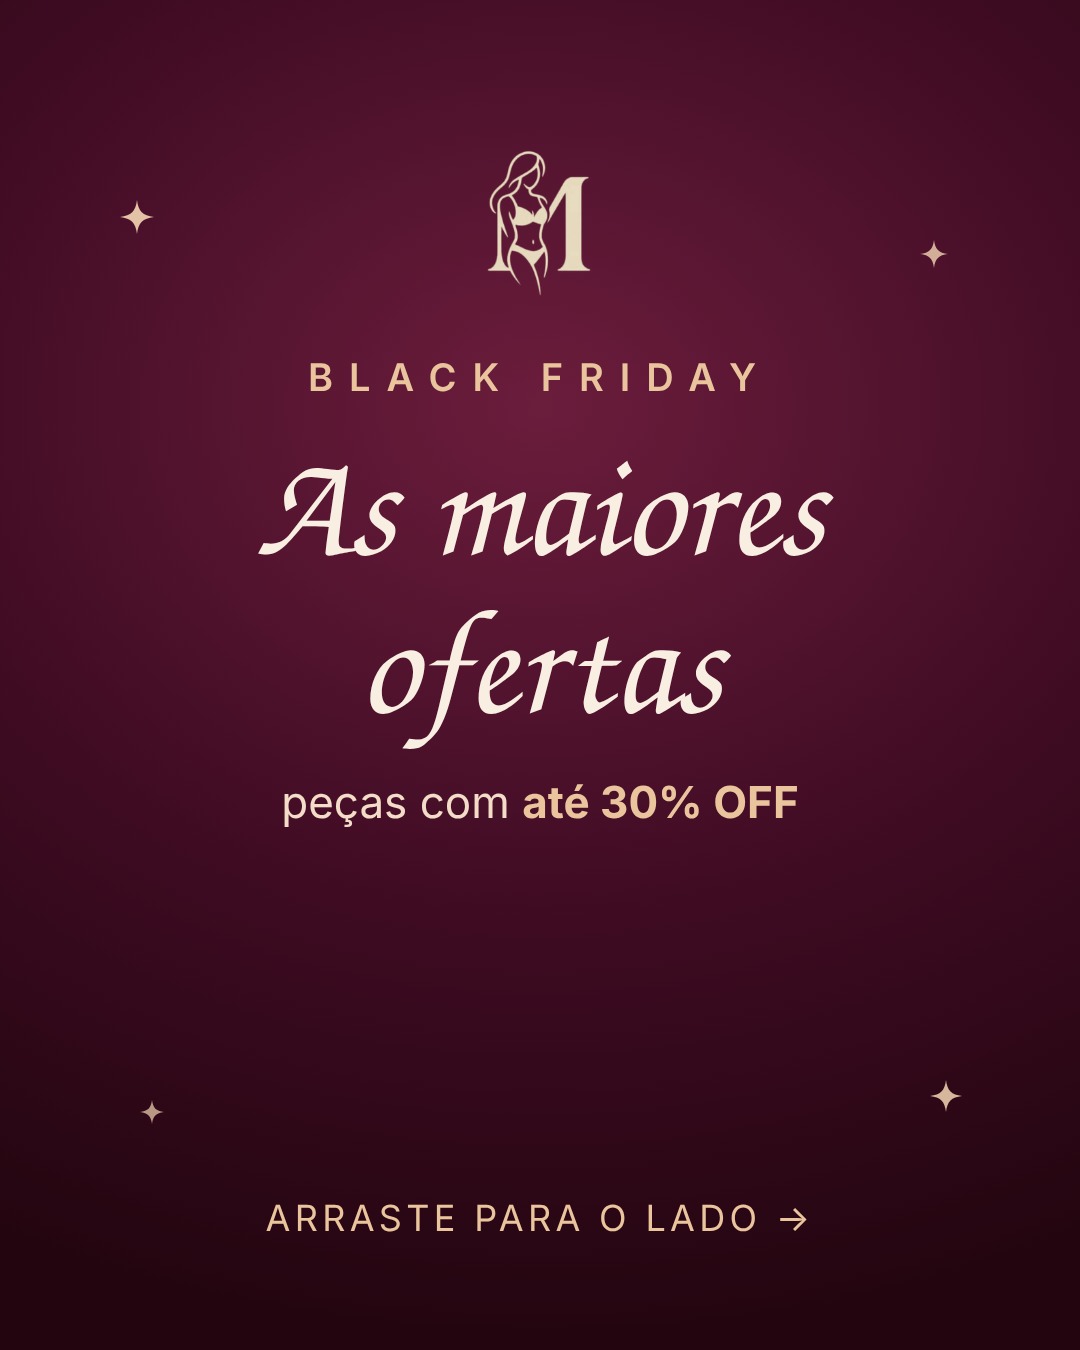 M
BLACK FRIDAY
As maiores
ofertas
peças com até 30% OFF
ARRASTE PARA O LADO →